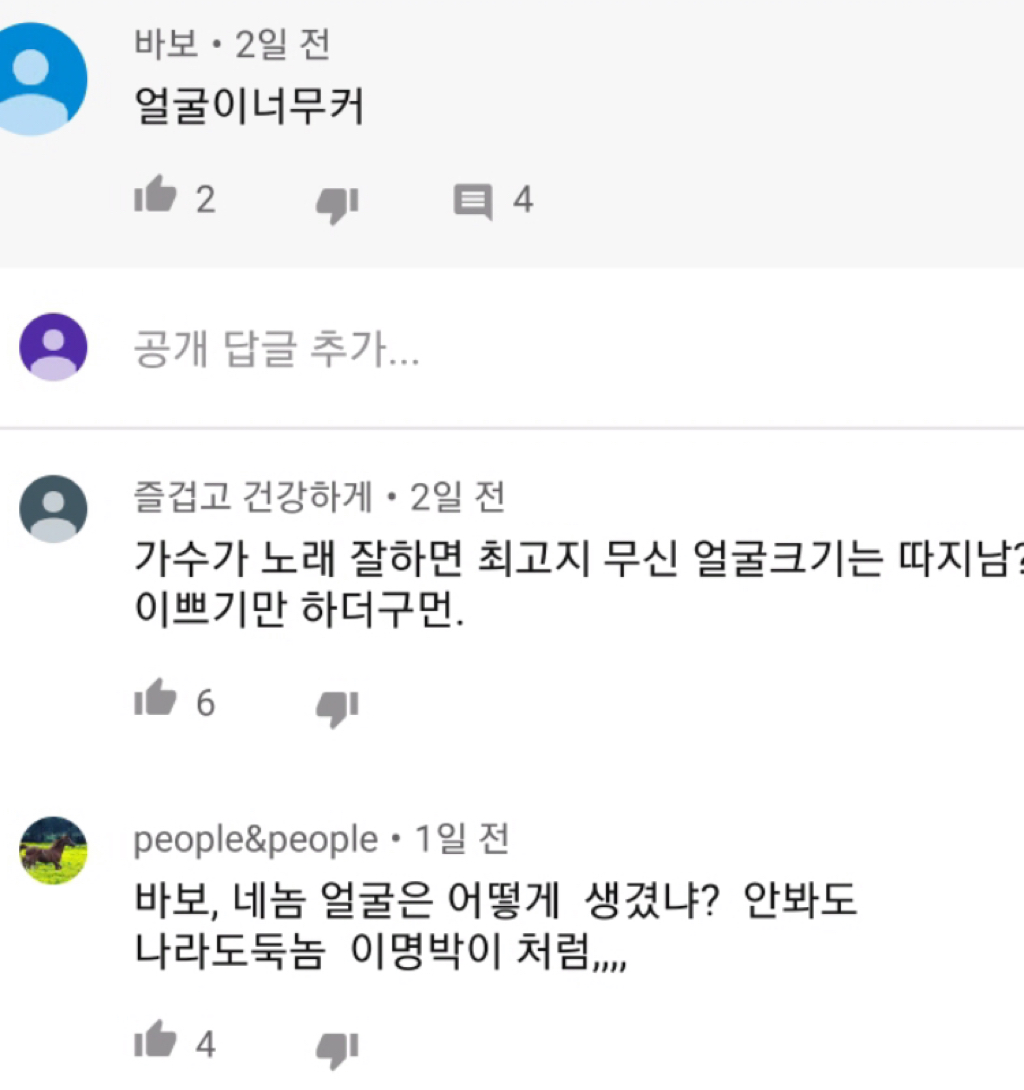 바보 • 2일 전
얼굴이너무커
2 4
공개 답글 추가...
즐겁고 건강하게 • 2일 전
가수가 노래 잘하면 최고지 무신 얼굴크기는 따지남?
이쁘기만 하더구먼.
6
people&people • 1일 전
바보, 네놈 얼굴은 어떻게 생겼냐? 안봐도
나라도둑놈 이명박이 처럼,,,,
4